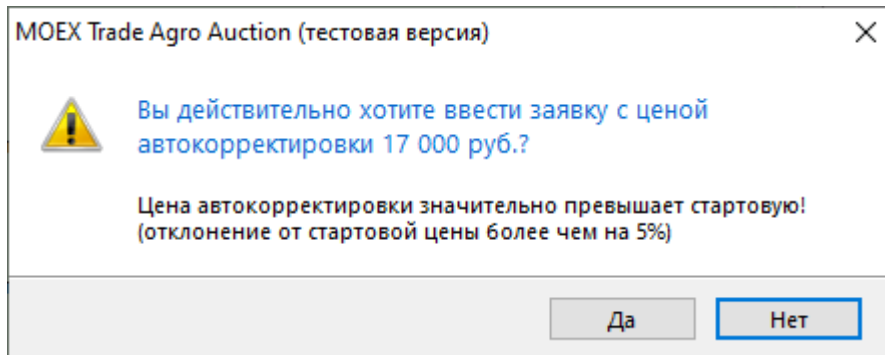 MOEX Trade Agro Auction (тестовая версия)
Вы действительно хотите ввести заявку с ценой
автокорректировки 17 000 руб.?
Цена автокорректировки значительно превышает стартовую!
(отклонение от стартовой цены более чем на 5%)
Да Нет